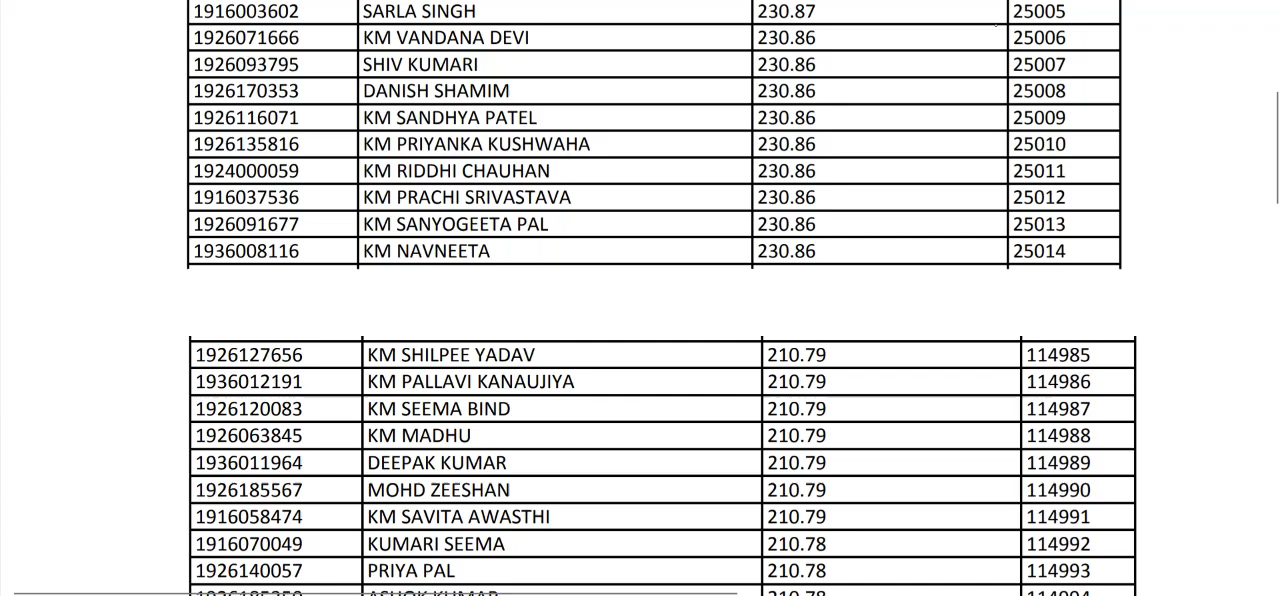 1916003602 SARLA SINGH 230.87 25005
1926071666 KM VANDANA DEVI 230.86 25006
1926093795 SHIV KUMARI 230.86 25007
1926170353 DANISH SHAMIM 230.86 25008
1926116071 KM SANDHYA PATEL 230.86 25009
1926135816 KM PRIYANKA KUSHWAHA 230.86 25010
1924000059 KM RIDDHI CHAUHAN 230.86 25011
1916037536 KM PRACHI SRIVASTAVA 230.86 25012
1926091677 KM SANYOGEETA PAL 230.86 25013
1936008116 KM NAVNEETA 230.86 25014
1926127656 KM SHILPEE YADAV 210.79 114985
1936012191 KM PALLAVI KANAUJIYA 210.79 114986
1926120083 KM SEEMA BIND 210.79 114987
1926063845 KM MADHU 210.79 114988
1936011964 DEEPAK KUMAR 210.79 114989
1926185567 MOHD ZEESHAN 210.79 114990
1916058474 KM SAVITA AWASTHI 210.79 114991
1916070049 KUMARI SEEMA 210.78 114992
1926140057 PRIYA PAL 210.78 114993
ASHOK KUMAR 210.78 114994